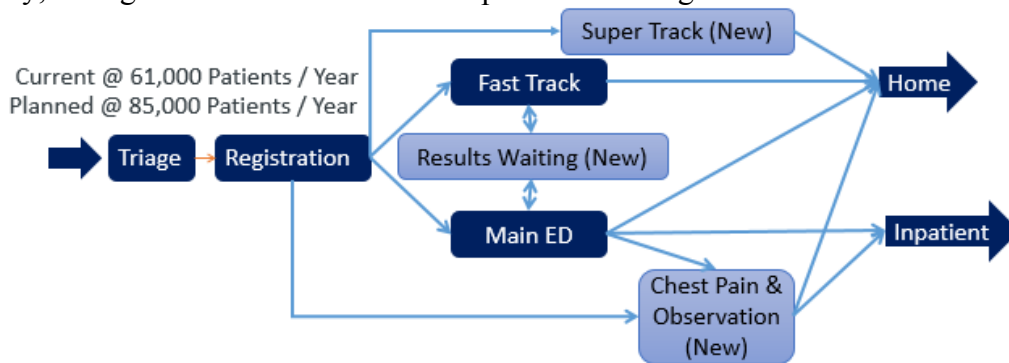 Super Track (New)
Current @ 61,000 Patients / Year
Planned @ 85,000 Patients / Year
Fast Track
Home
Triage
Registration
Results Waiting (New)
Main ED
Inpatient
Chest Pain &
Observation
(New)